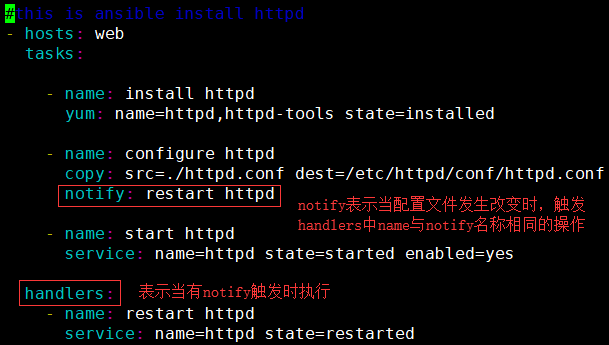 #this is ansible install httpd
- hosts: web
  tasks:
    - name: install httpd
      yum: name=httpd,httpd-tools state=installed
    - name: configure httpd
      copy: src=./httpd.conf dest=/etc/httpd/conf/httpd.conf
      notify: restart httpd
notify表示当配置文件发生改变时，触发
handlers中name与notify名称相同的操作
    - name: start httpd
      service: name=httpd state=started enabled=yes
  handlers: 表示当有notify触发时执行
    - name: restart httpd
      service: name=httpd state=restarted